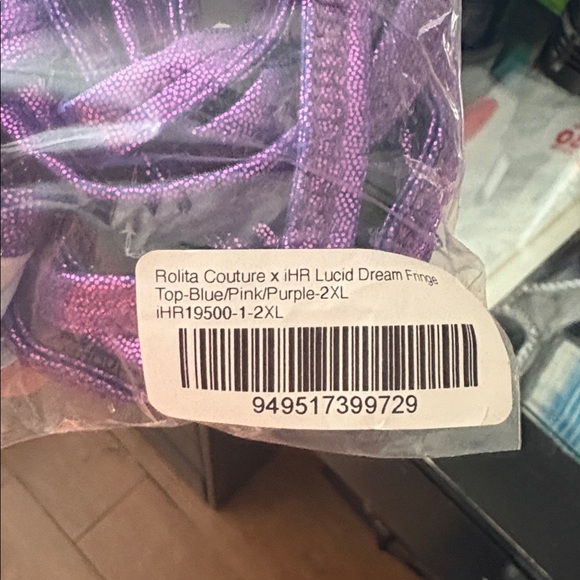 Rolita Couture x iHR Lucid Dream Fringe
Top-Blue/Pink/Purple-2XL
iHR19500-1-2XL
949517399729